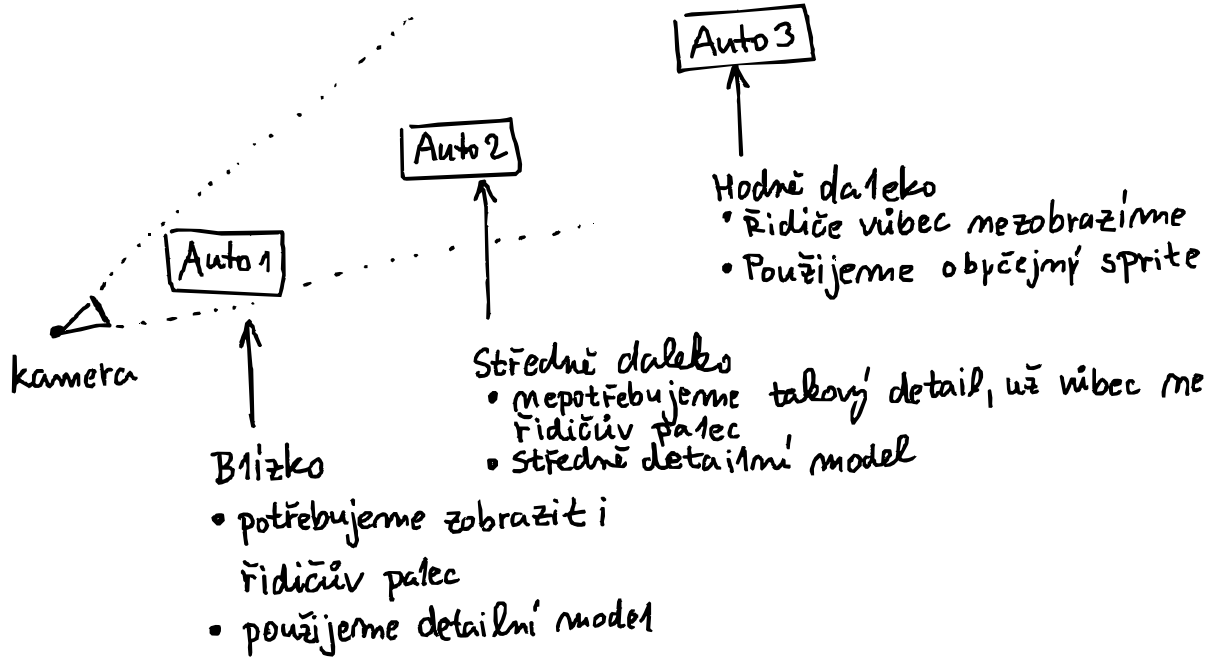 Auto 3
Auto 2
Hodně daleko
• Řidiče vůbec nezobrazíme
• Použijeme obyčejný sprite
Auto 1
kamera
Středně daleko
• nepotřebujeme takový detail, už vůbec ne
řidičův palec
• středně detailní model
Blízko
• potřebujeme zobrazit i
řidičův palec
• použijeme detailní model